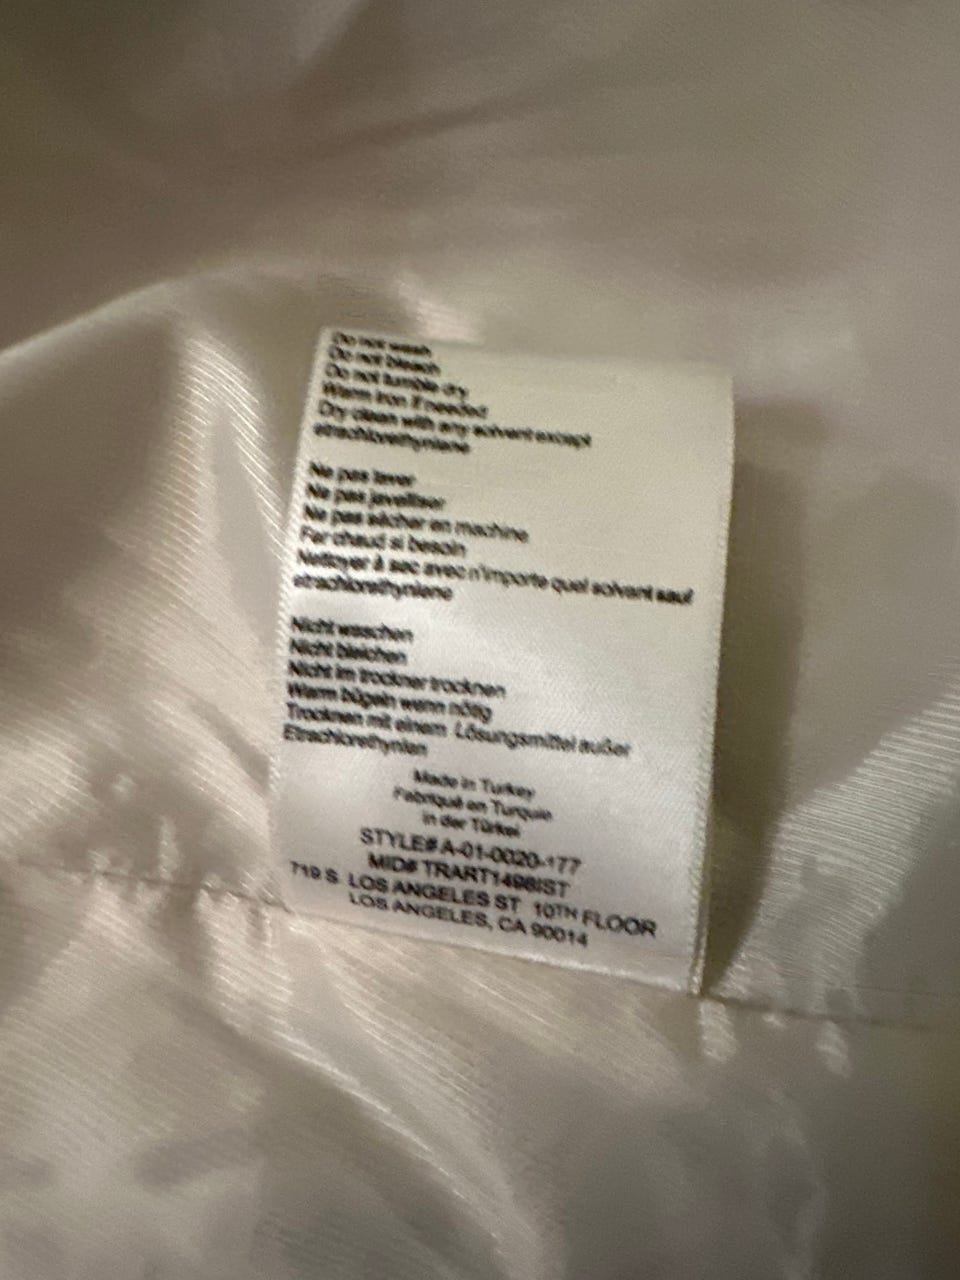 Do not wash
Do not bleach
Do not tumble dry
Warm iron if needed
Dry clean with any solvent except
etrachlorethynlene
Ne pas laver
Ne pas javelliser
Ne pas sécher en machine
Fer chaud si besoin
Nettoyer à sec avec n'importe quel solvant sauf
etrachlorethynlene
Nicht waschen
Nicht bleichen
Nicht im trockner trocknen
Warm bügeln wenn nötig
Trocknen mit einem Lösungsmittel außer
Etrachlorethynlen
Made in Turkey
Fabriqué en Turquie
in der Türkei
STYLE# A-01-0020-177
MID# TRART1498IST
719 S. LOS ANGELES ST 10TH FLOOR
LOS ANGELES, CA 90014